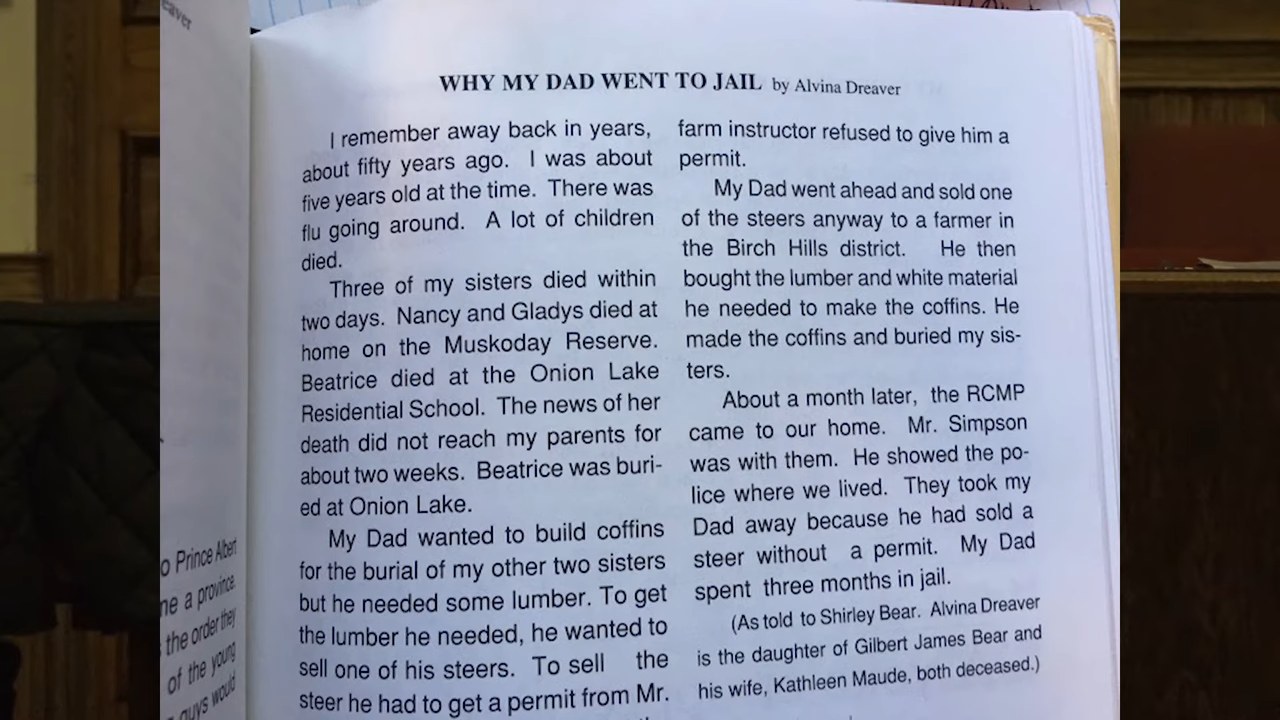 eaver
o Prince Albert
me a province.
the order they
of the young
guys would
WHY MY DAD WENT TO JAIL by Alvina Dreaver
I remember away back in years,
about fifty years ago. I was about
five years old at the time. There was
flu going around. A lot of children
died.
Three of my sisters died within
two days. Nancy and Gladys died at
home on the Muskoday Reserve.
Beatrice died at the Onion Lake
Residential School. The news of her
death did not reach my parents for
about two weeks. Beatrice was buri-
ed at Onion Lake.
My Dad wanted to build coffins
for the burial of my other two sisters
but he needed some lumber. To get
the lumber he needed, he wanted to
sell one of his steers. To sell the
steer he had to get a permit from Mr.
farm instructor refused to give him a
permit.
My Dad went ahead and sold one
of the steers anyway to a farmer in
the Birch Hills district. He then
bought the lumber and white material
he needed to make the coffins. He
made the coffins and buried my sis-
ters.
About a month later, the RCMP
came to our home. Mr. Simpson
was with them. He showed the po-
lice where we lived. They took my
Dad away because he had sold a
steer without a permit. My Dad
spent three months in jail.
(As told to Shirley Bear. Alvina Dreaver
is the daughter of Gilbert James Bear and
his wife, Kathleen Maude, both deceased.)